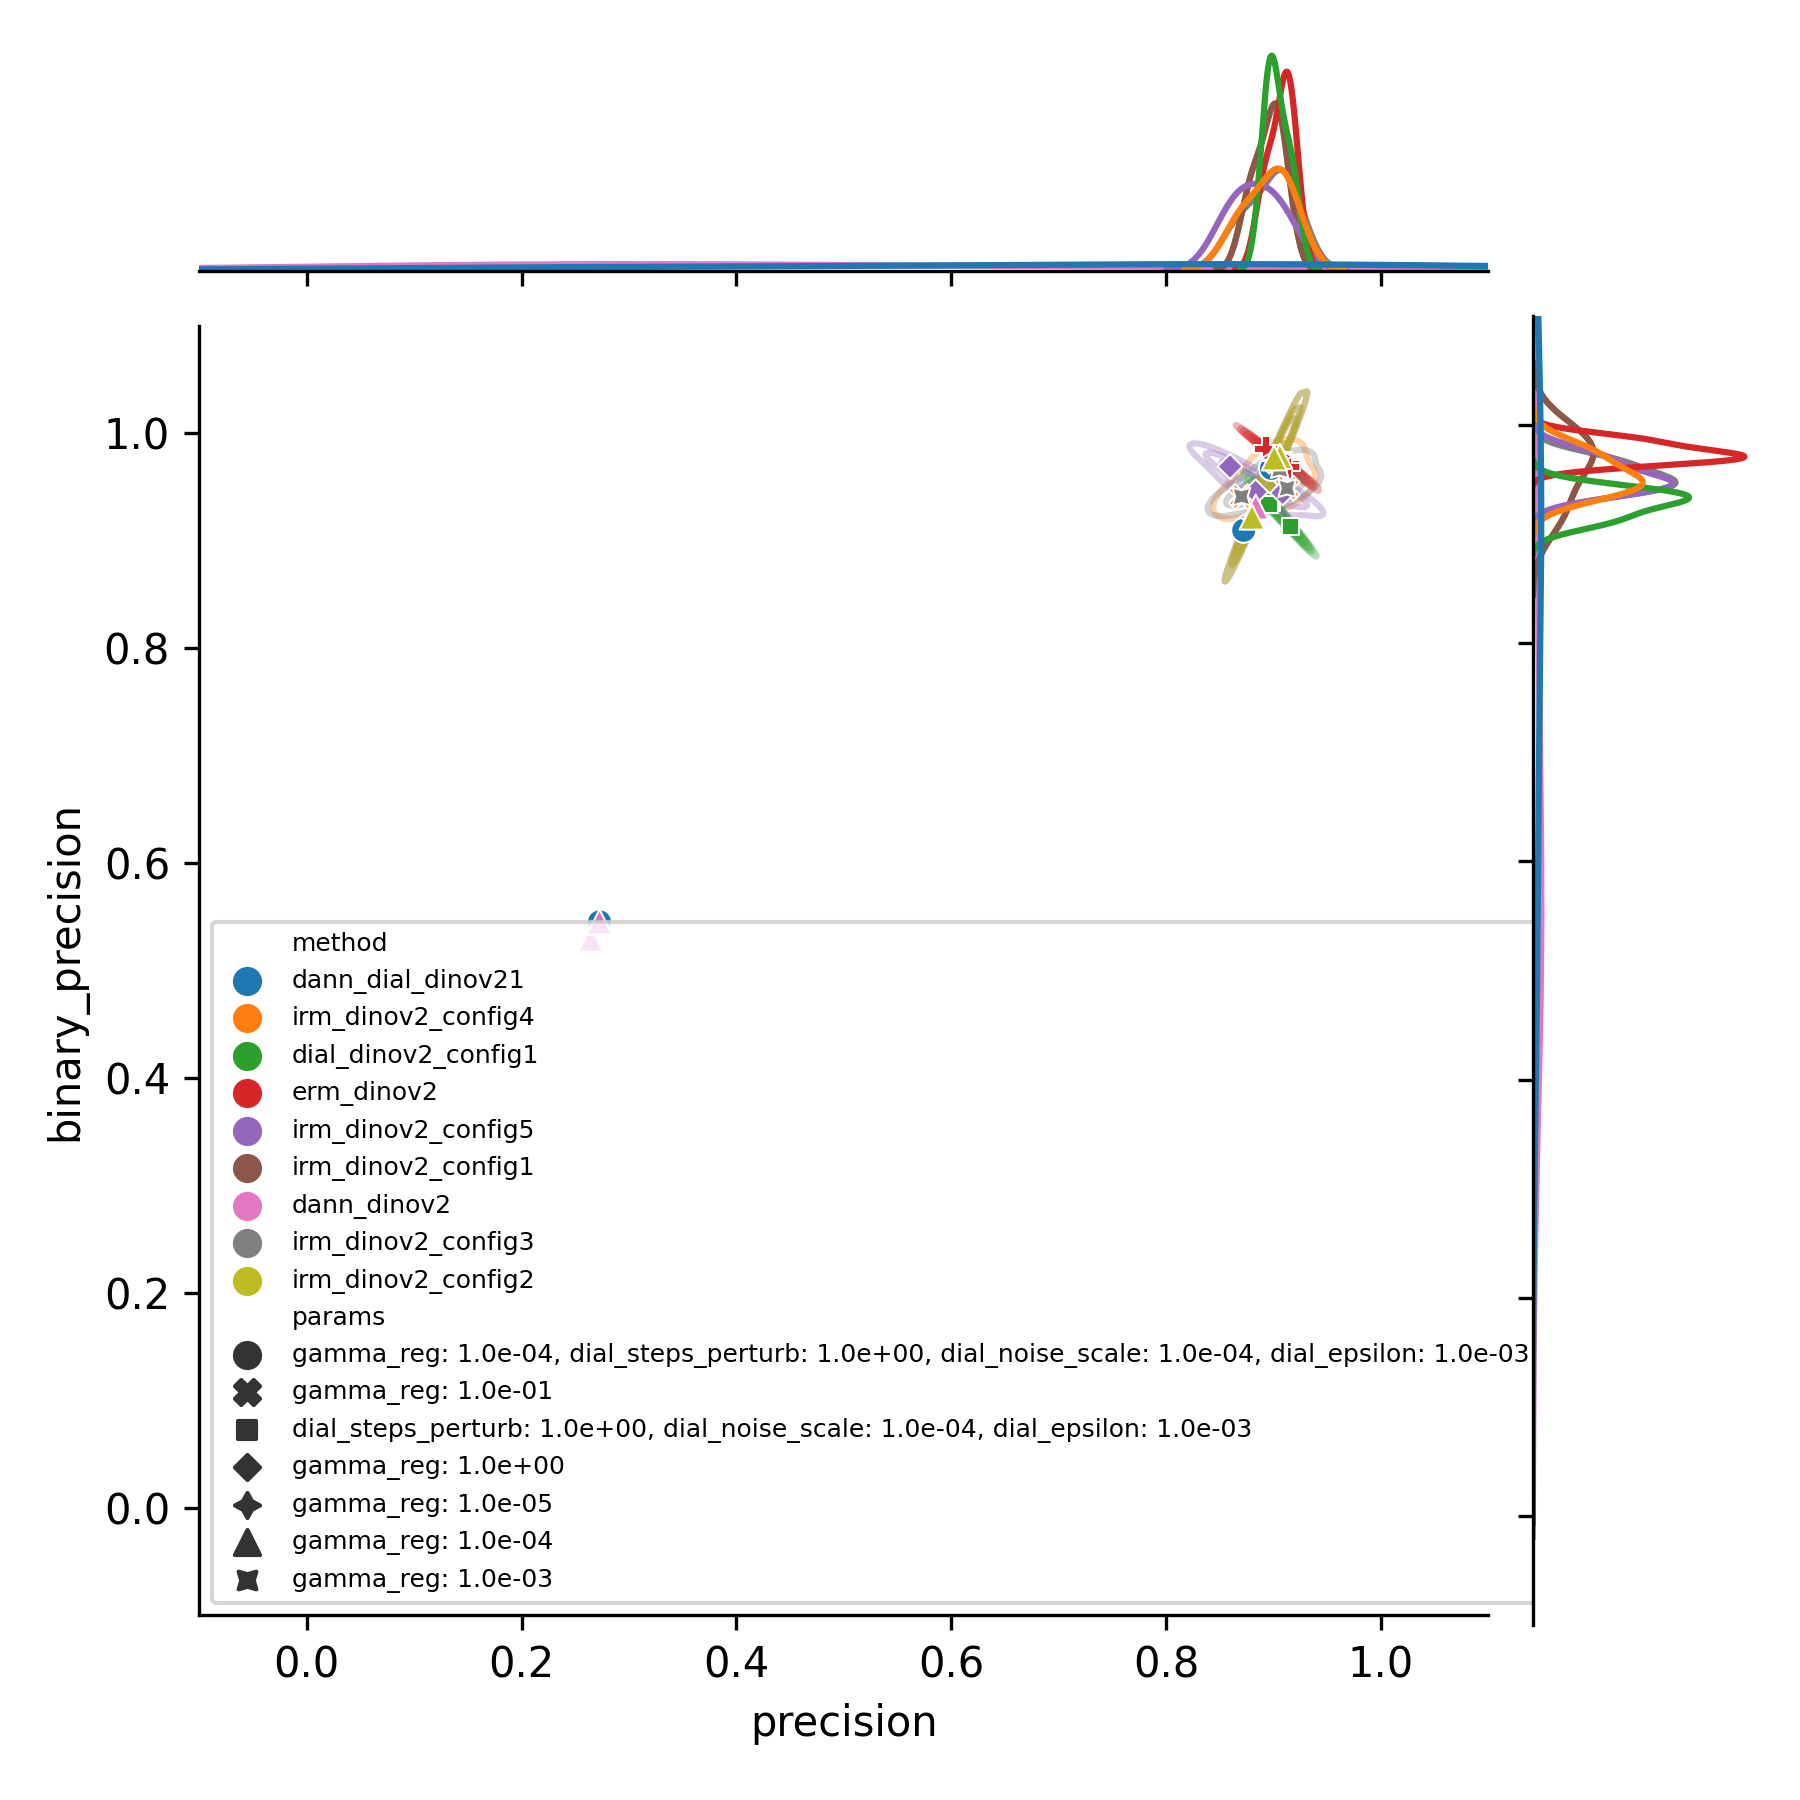 1.0
0.8
0.6
0.4
0.2
0.0
binary_precision
method
dann_dial_dinov21
irm_dinov2_config4
dial_dinov2_config1
erm_dinov2
irm_dinov2_config5
irm_dinov2_config1
dann_dinov2
irm_dinov2_config3
irm_dinov2_config2
params
gamma_reg: 1.0e-04, dial_steps_perturb: 1.0e+00, dial_noise_scale: 1.0e-04, dial_epsilon: 1.0e-03
gamma_reg: 1.0e-01
dial_steps_perturb: 1.0e+00, dial_noise_scale: 1.0e-04, dial_epsilon: 1.0e-03
gamma_reg: 1.0e+00
gamma_reg: 1.0e-05
gamma_reg: 1.0e-04
gamma_reg: 1.0e-03
0.0 0.2 0.4 0.6 0.8 1.0
precision